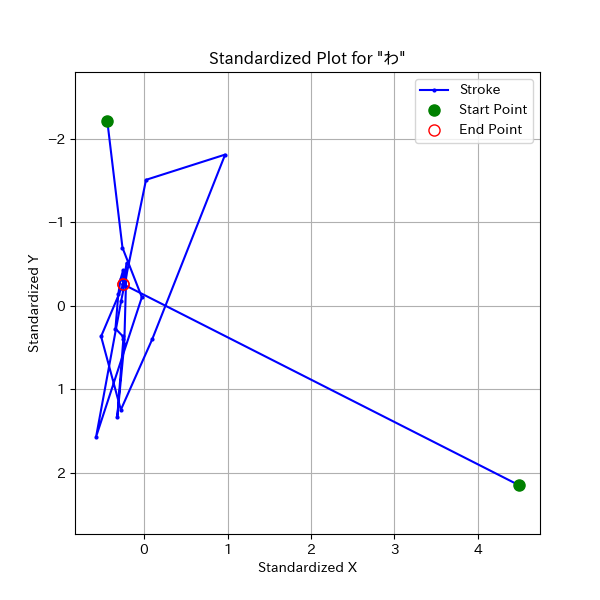 Standardized Plot for "わ"
Stroke
Start Point
End Point
−2
−1
0
1
2
Standardized Y
0
1
2
3
4
Standardized X